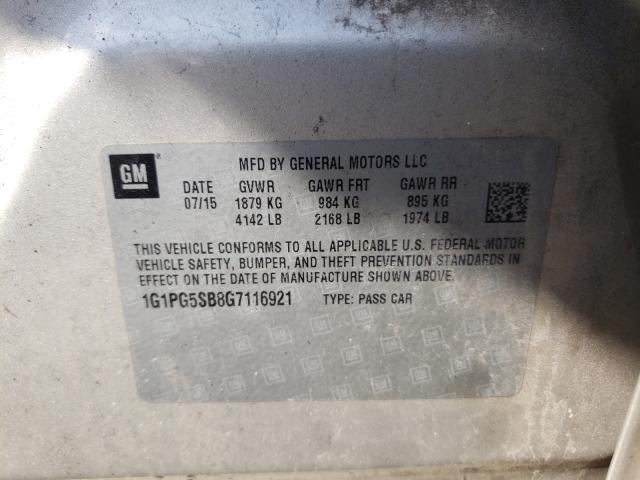 GM ®
MFD BY GENERAL MOTORS LLC
DATE GVWR GAWR FRT GAWR RR
07/15 1879 KG 984 KG 895 KG
4142 LB 2168 LB 1974 LB
THIS VEHICLE CONFORMS TO ALL APPLICABLE U.S. FEDERAL MOTOR
VEHICLE SAFETY, BUMPER, AND THEFT PREVENTION STANDARDS IN
EFFECT ON THE DATE OF MANUFACTURE SHOWN ABOVE.
1G1PG5SB8G7116921 TYPE: PASS CAR